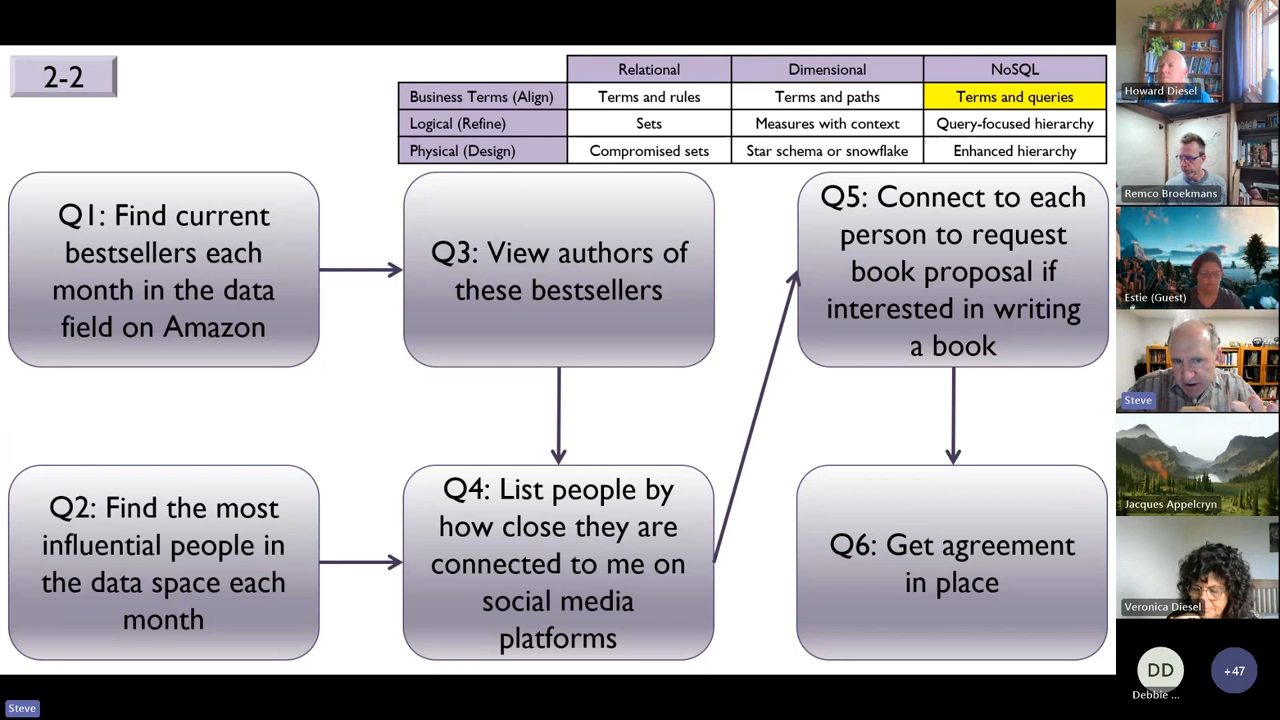 2-2
Relational Dimensional NoSQL
Business Terms (Align) Terms and rules Terms and paths Terms and queries
Logical (Refine) Sets Measures with context Query-focused hierarchy
Physical (Design) Compromised sets Star schema or snowflake Enhanced hierarchy
Q1: Find current
bestsellers each
month in the data
field on Amazon
Q3: View authors of
these bestsellers
Q5: Connect to each
person to request
book proposal if
interested in writing
a book
Q2: Find the most
influential people in
the data space each
month
Q4: List people by
how close they are
connected to me on
social media
platforms
Q6: Get agreement
in place
Howard Diesel
Remco Broekmans
Estie (Guest)
Steve
Jacques Appelcryn
Veronica Diesel
DD
Debbie ...
+47
Steve